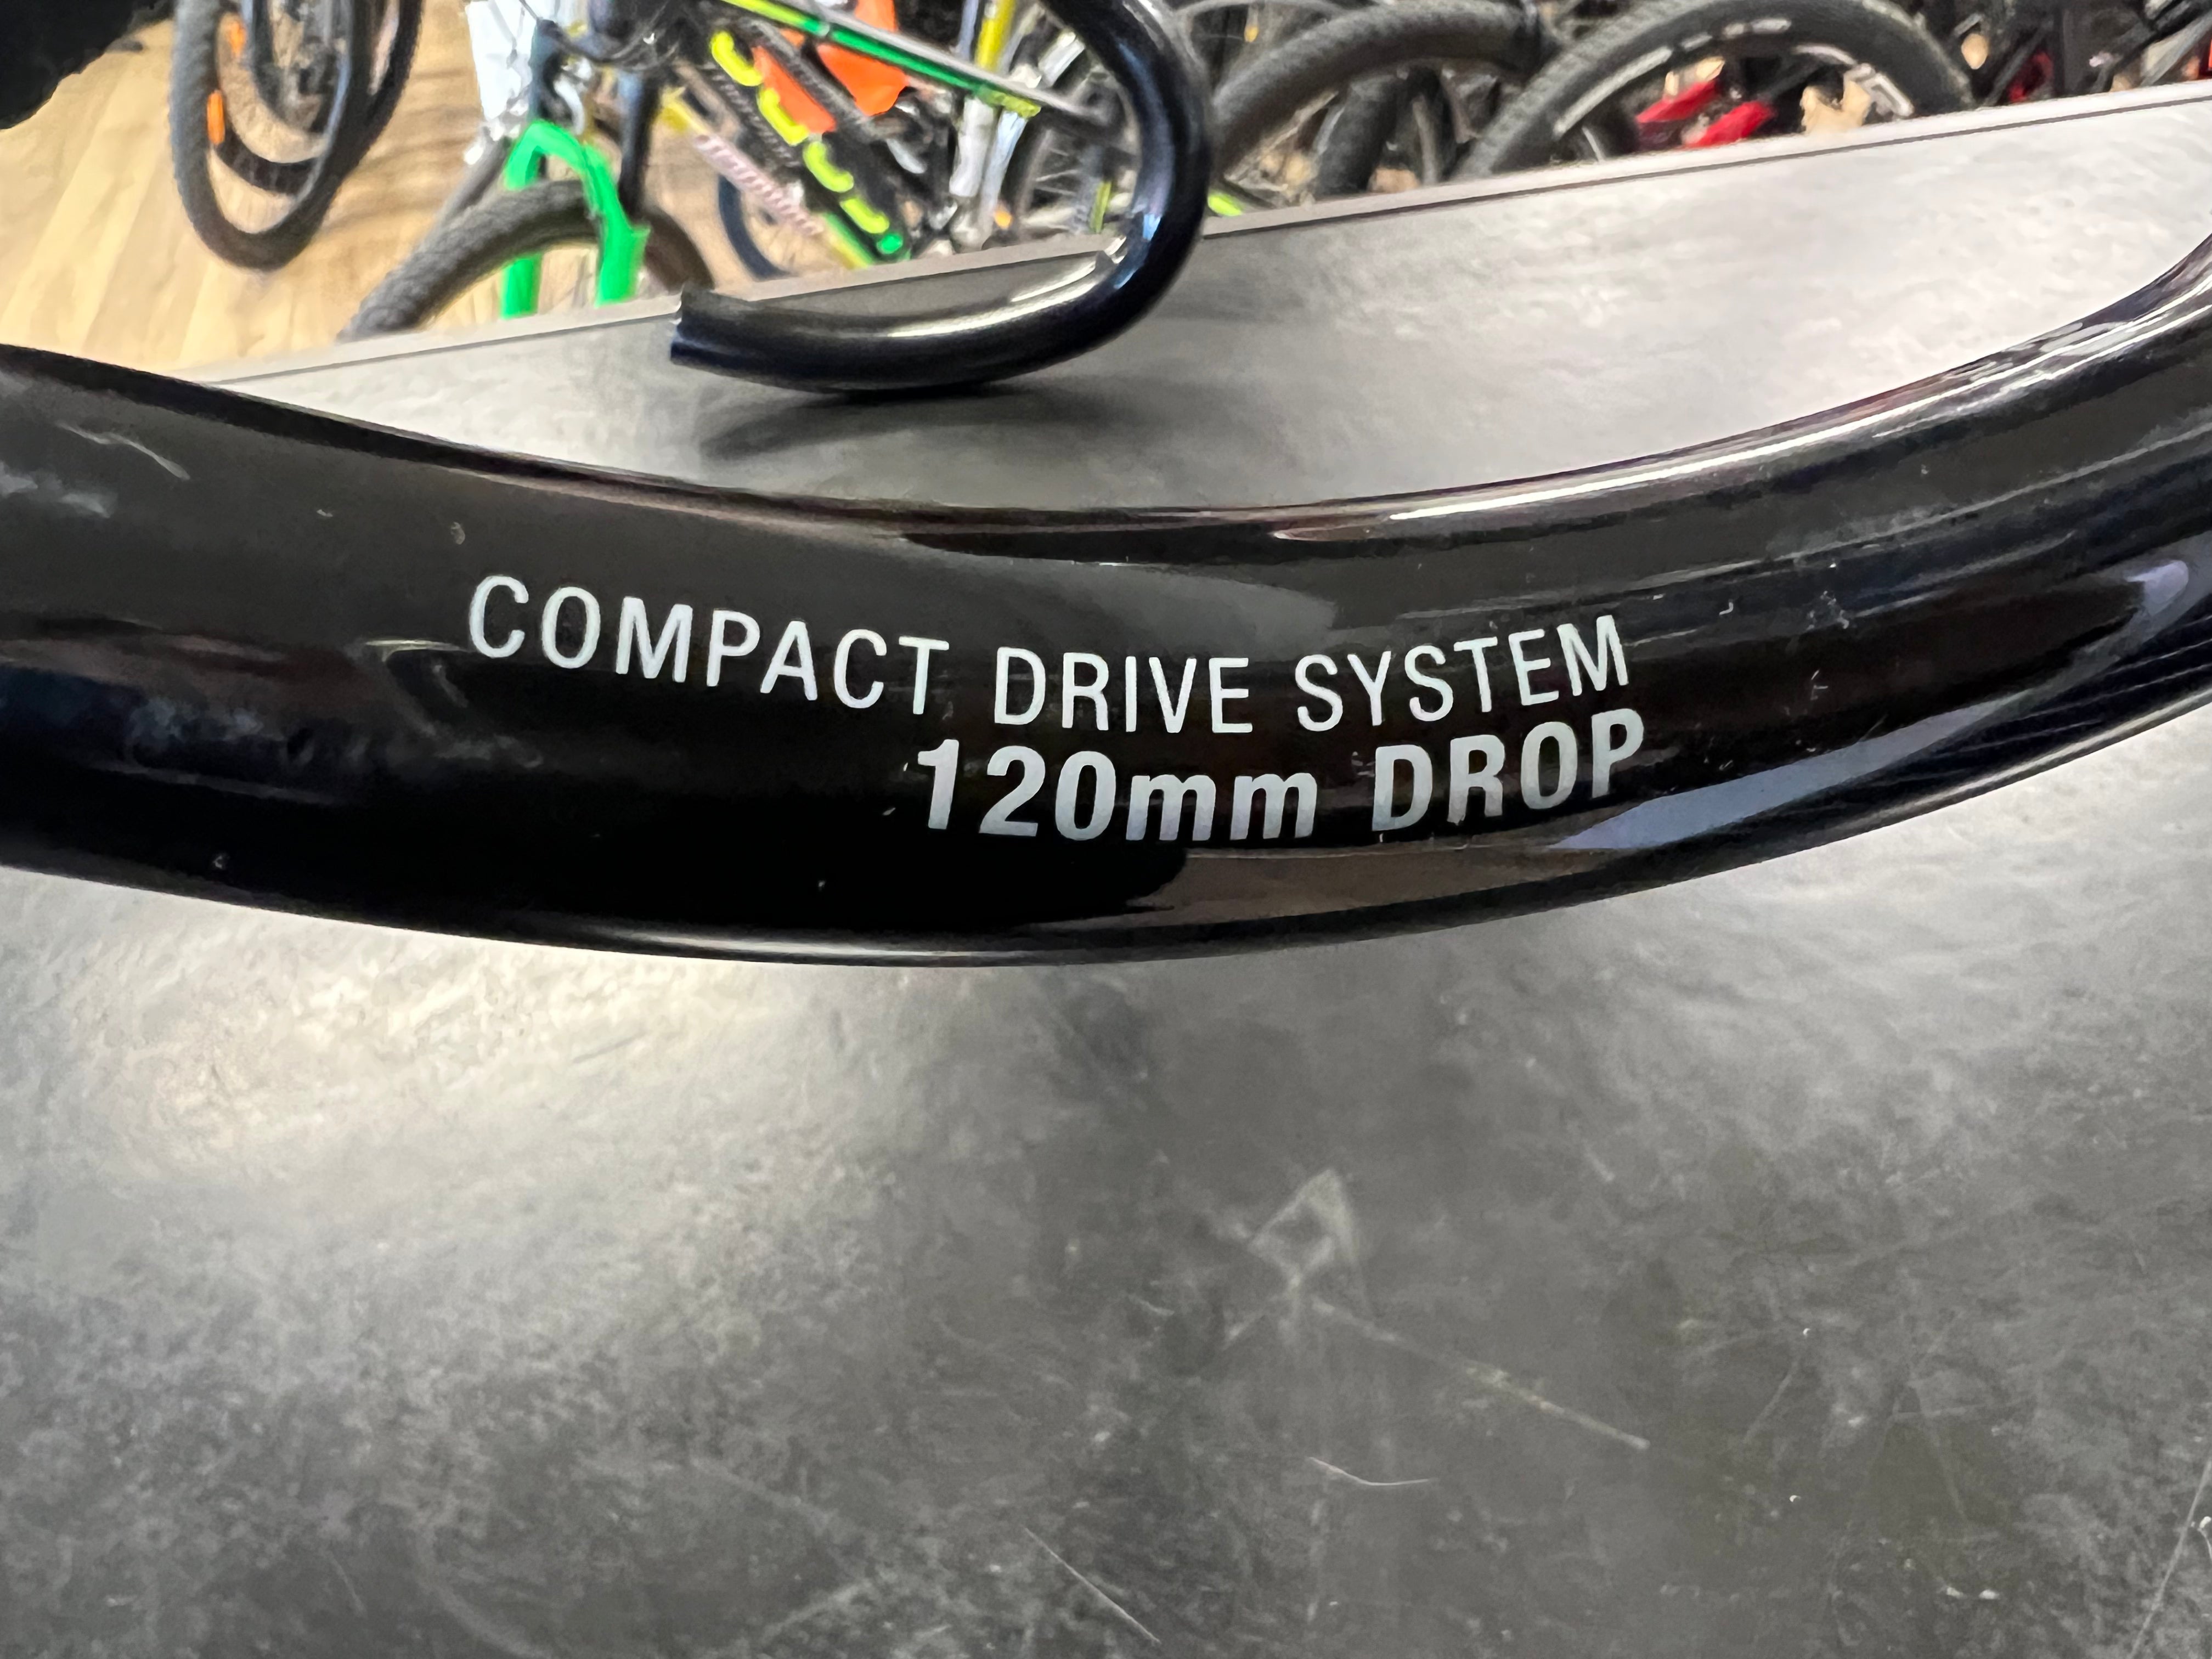 COMPACT DRIVE SYSTEM
120mm DROP